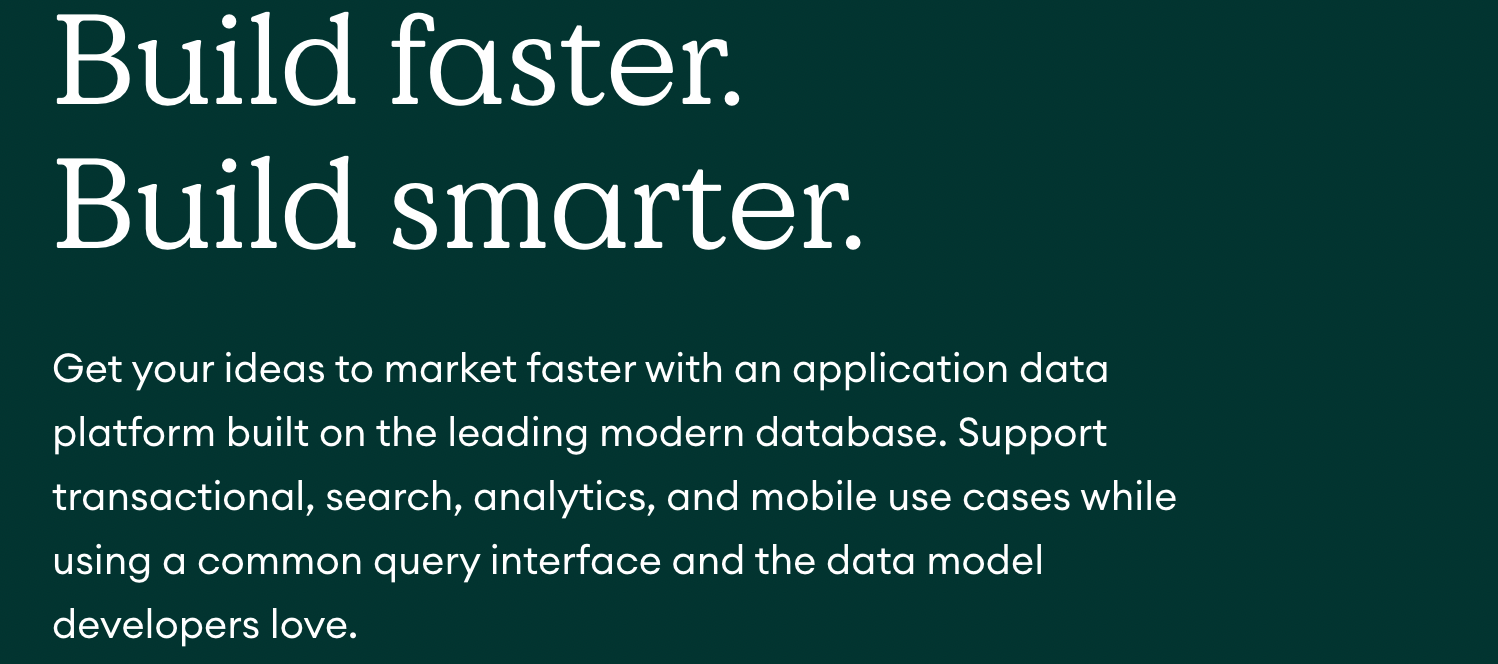 Build faster.
Build smarter.
Get your ideas to market faster with an application data
platform built on the leading modern database. Support
transactional, search, analytics, and mobile use cases while
using a common query interface and the data model
developers love.